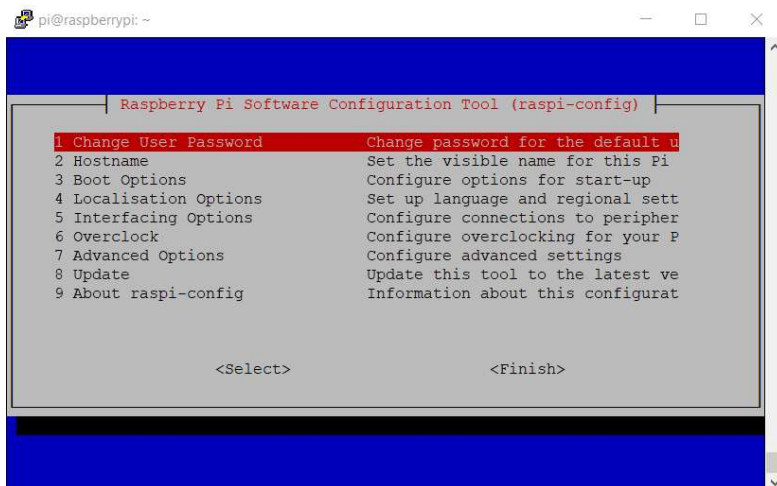 pi@raspberrypi: ~
Raspberry Pi Software Configuration Tool (raspi-config)
1 Change User Password Change password for the default u
2 Hostname Set the visible name for this Pi
3 Boot Options Configure options for start-up
4 Localisation Options Set up language and regional sett
5 Interfacing Options Configure connections to peripher
6 Overclock Configure overclocking for your P
7 Advanced Options Configure advanced settings
8 Update Update this tool to the latest ve
9 About raspi-config Information about this configurat
<Select> <Finish>